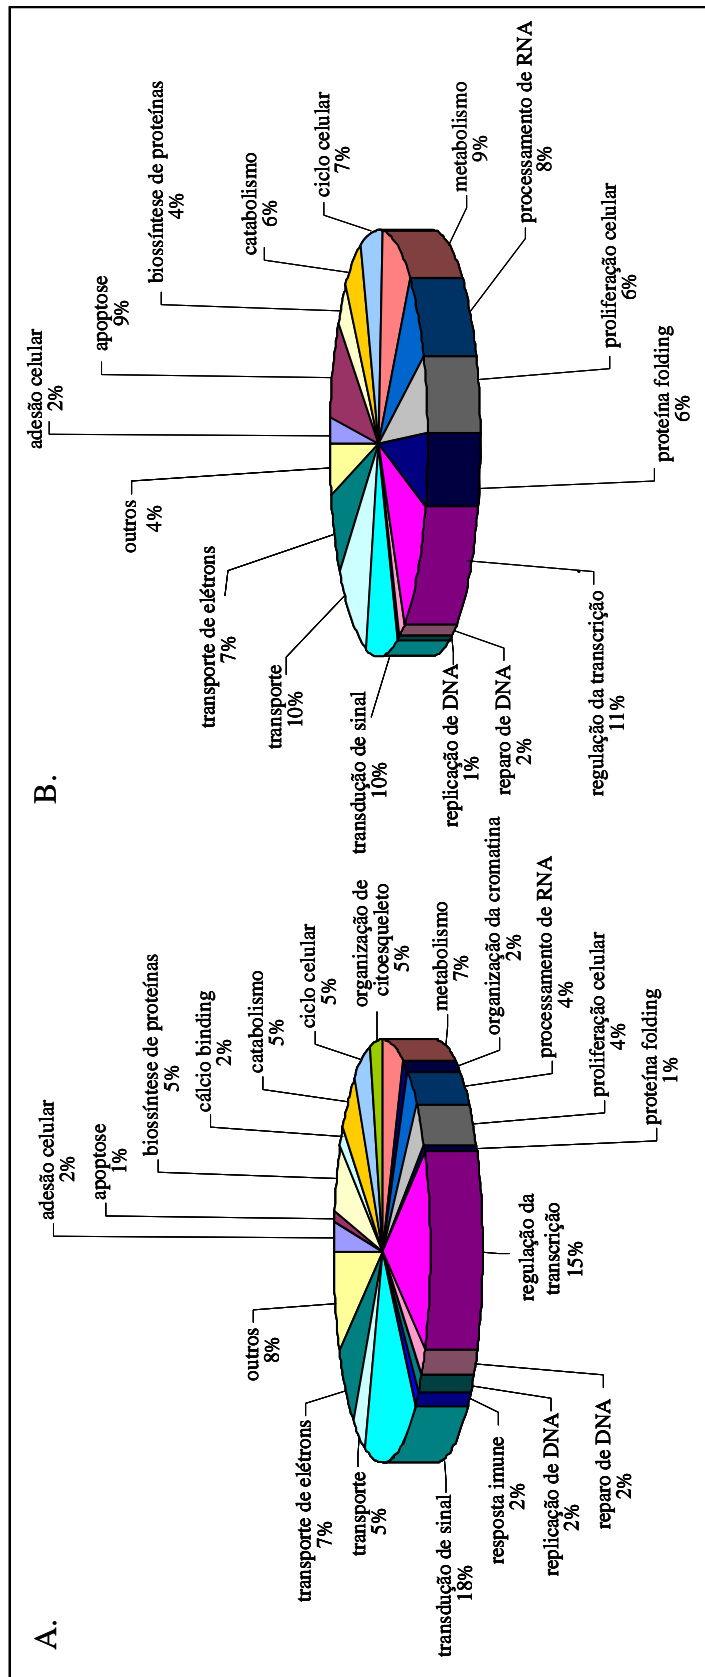 A.
adesão celular
2%
apoptose
1%
biossíntese de proteínas
5%
cálcio binding
2%
catabolismo
5%
ciclo celular
5%
organização de
citoesqueleto
5%
metabolismo
7%
organização da cromatina
2%
processamento de RNA
4%
proliferação celular
4%
proteína folding
1%
regulação da
transcrição
15%
reparo de DNA
2%
replicação de DNA
2%
resposta imune
2%
transdução de sinal
18%
transporte
5%
transporte de elétrons
7%
outros
8%
B.
adesão celular
2%
apoptose
9%
biossíntese de proteínas
4%
catabolismo
6%
ciclo celular
7%
metabolismo
9%
processamento de RNA
8%
proliferação celular
6%
proteína folding
6%
regulação da transcrição
11%
reparo de DNA
2%
replicação de DNA
1%
transdução de sinal
10%
transporte
10%
transporte de elétrons
7%
outros
4%